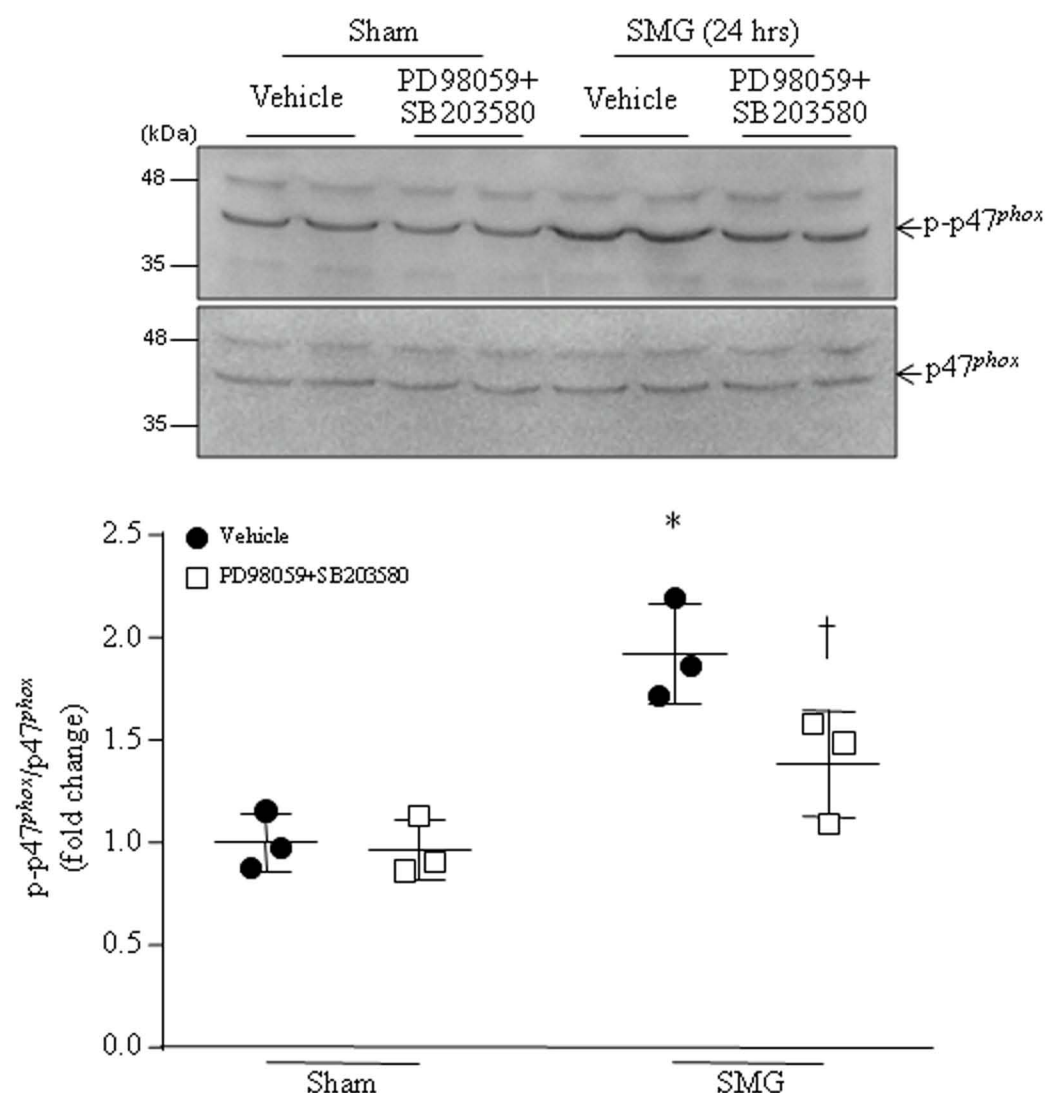 Sham SMG (24 hrs)
Vehicle PD98059+ SB203580 Vehicle PD98059+ SB203580
(kDa)
48
p-p47phox
35
48
p47phox
35
2.5
2.0
1.5
1.0
0.5
0.0
p-p47phox/p47phox
(fold change)
Vehicle
PD98059+SB203580
*
†
Sham SMG